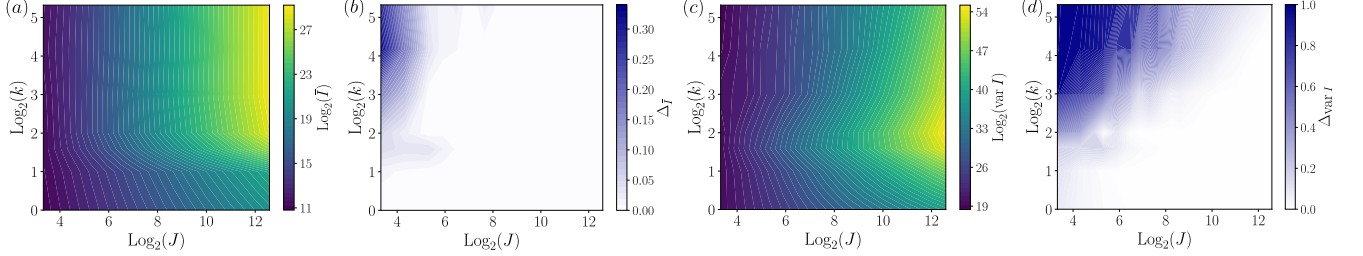 (a)
5
4
3
2
1
0
Log₂(k)
4 6 8 10 12
Log₂(J)
29
27
23
19
15
11
Log₂(Ī)
(b)
5
4
3
2
1
0
Log₂(k)
4 6 8 10 12
Log₂(J)
0.30
0.25
0.20
0.15
0.10
0.05
0.00
Δ_Ī
(c)
5
4
3
2
1
0
Log₂(k)
4 6 8 10 12
Log₂(J)
54
47
40
33
26
19
Log₂(var I)
(d)
5
4
3
2
1
0
Log₂(k)
4 6 8 10 12
Log₂(J)
1.0
0.8
0.6
0.4
0.2
0.0
Δ_var I